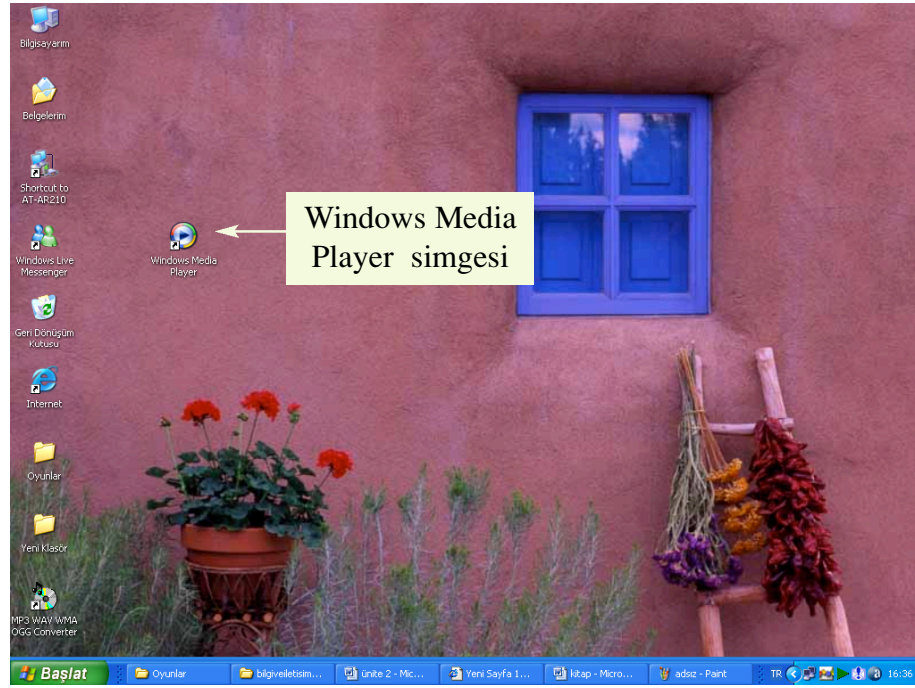 Bilgisayarım
Belgelerim
Shortcut to
AT-AR210
Windows Live
Messenger
Geri Dönüşüm
Kutusu
Internet
Oyunlar
Yeni Klasör
MP3 WAV WMA
OGG Converter
Windows Media
Player
Windows Media
Player simgesi
Başlat
Oyunlar
bilgiveiletisim...
ünite 2 - Mic...
Yeni Sayfa 1...
kitap - Micro...
adsız - Paint
TR
16:36